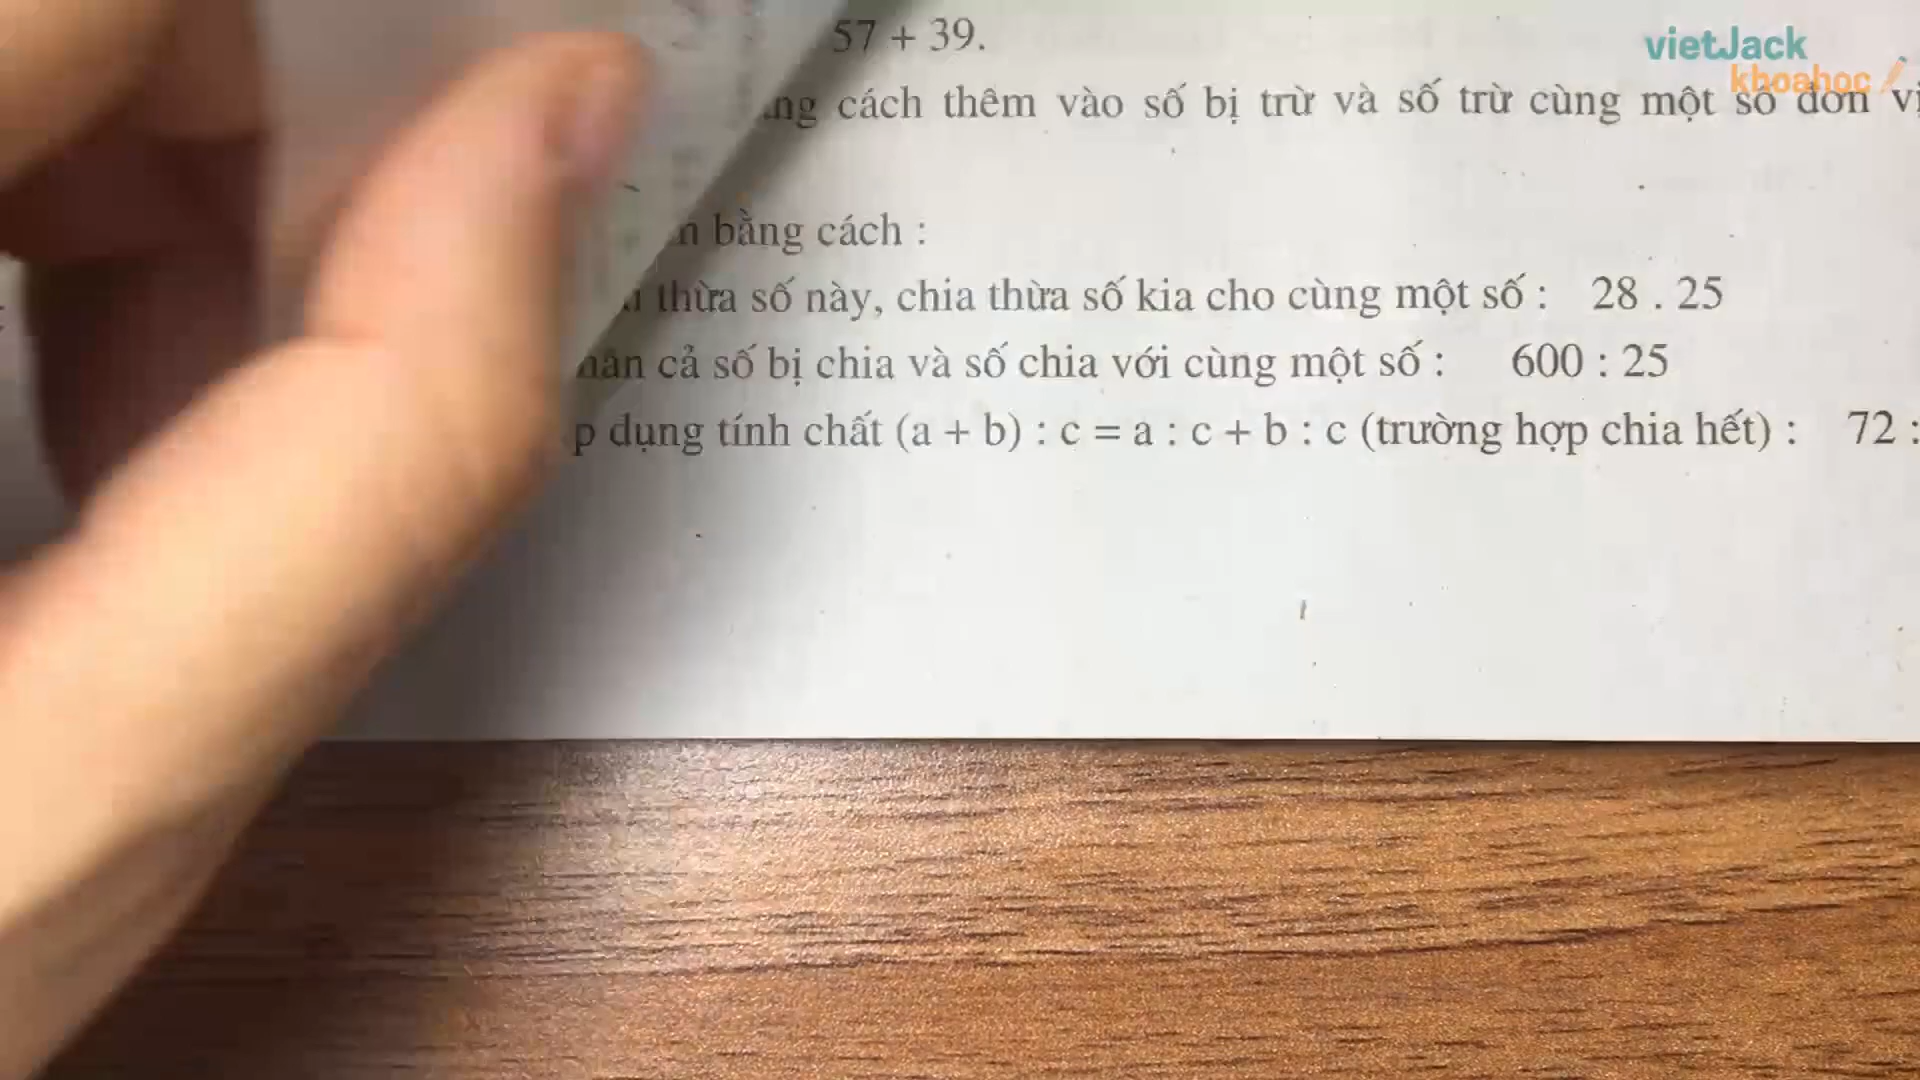 57 + 39.
vietJack
khoahoc
cách thêm vào số bị trừ và số trừ cùng một số đơn vị
bằng cách :
thừa số này, chia thừa số kia cho cùng một số : 28 . 25
cả số bị chia và số chia với cùng một số : 600 : 25
dụng tính chất (a + b) : c = a : c + b : c (trường hợp chia hết) : 72 :